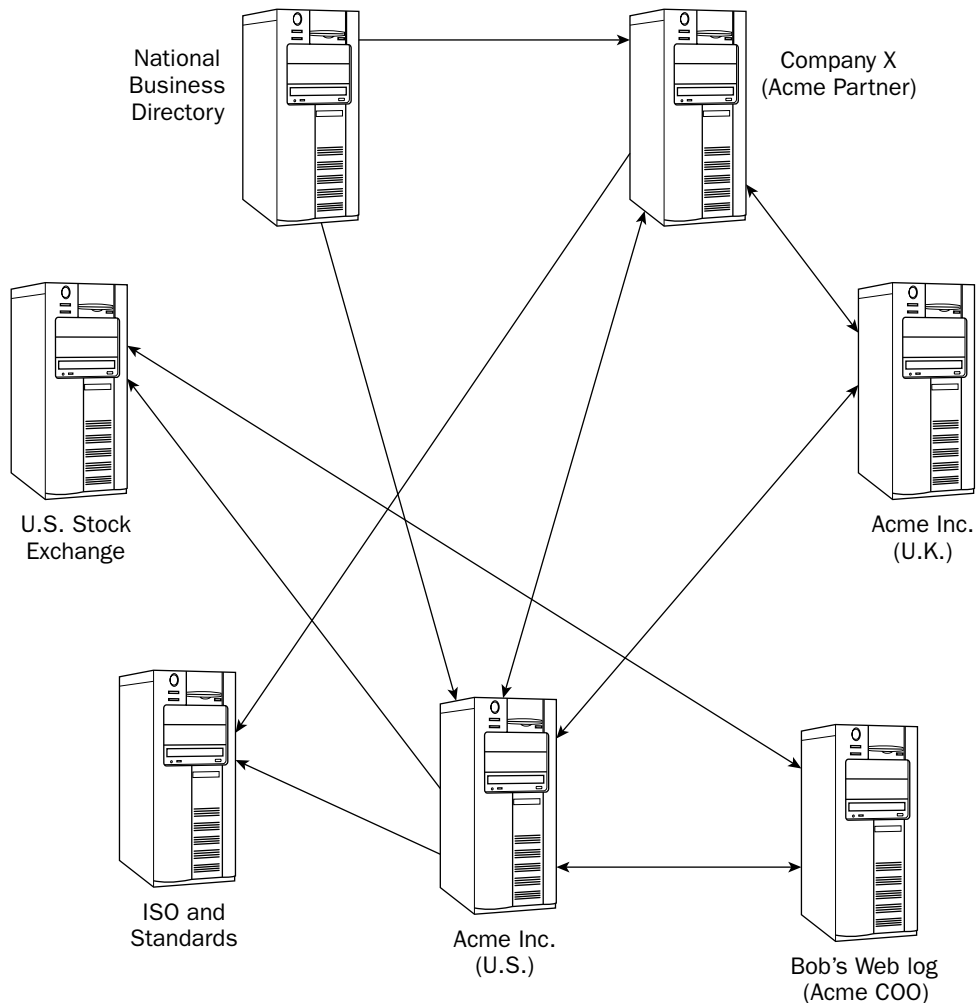 National
Business
Directory
Company X
(Acme Partner)
U.S. Stock
Exchange
Acme Inc.
(U.K.)
ISO and
Standards
Acme Inc.
(U.S.)
Bob's Web log
(Acme COO)